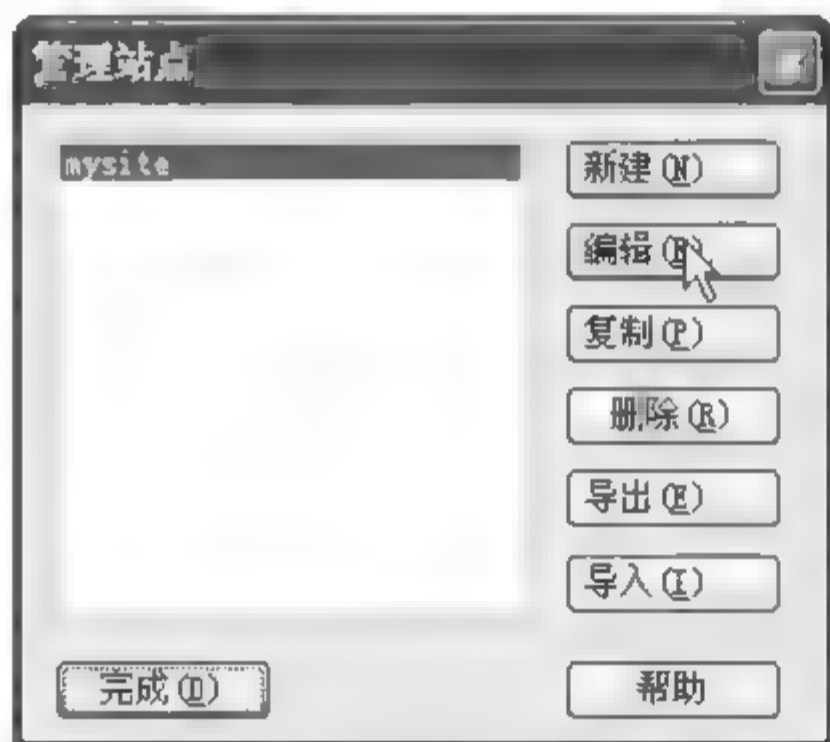 管理站点
mysite
新建(N)
编辑
复制(P)
删除(R)
导出(E)
导入(I)
完成(D)
帮助